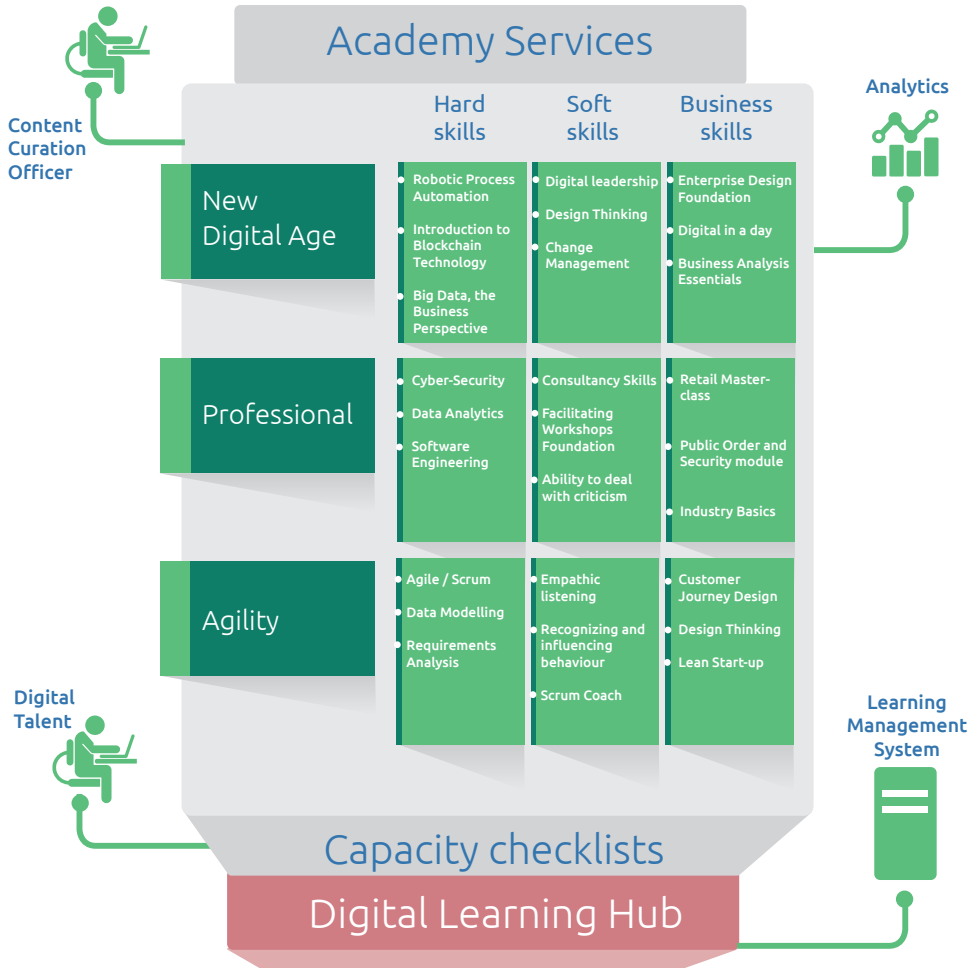 Academy Services
Content
Curation
Officer
Analytics
Hard
skills
Soft
skills
Business
skills
New
Digital Age
Robotic Process
Automation
Introduction to
Blockchain
Technology
Big Data, the
Business
Perspective
Digital leadership
Design Thinking
Change
Management
Enterprise Design
Foundation
Digital in a day
Business Analysis
Essentials
Professional
Cyber-Security
Data Analytics
Software
Engineering
Consultancy Skills
Facilitating
Workshops
Foundation
Ability to deal
with criticism
Retail Master-
class
Public Order and
Security module
Industry Basics
Agility
Agile / Scrum
Data Modelling
Requirements
Analysis
Empathic
listening
Recognizing and
influencing
behaviour
Scrum Coach
Customer
Journey Design
Design Thinking
Lean Start-up
Digital
Talent
Learning
Management
System
Capacity checklists
Digital Learning Hub